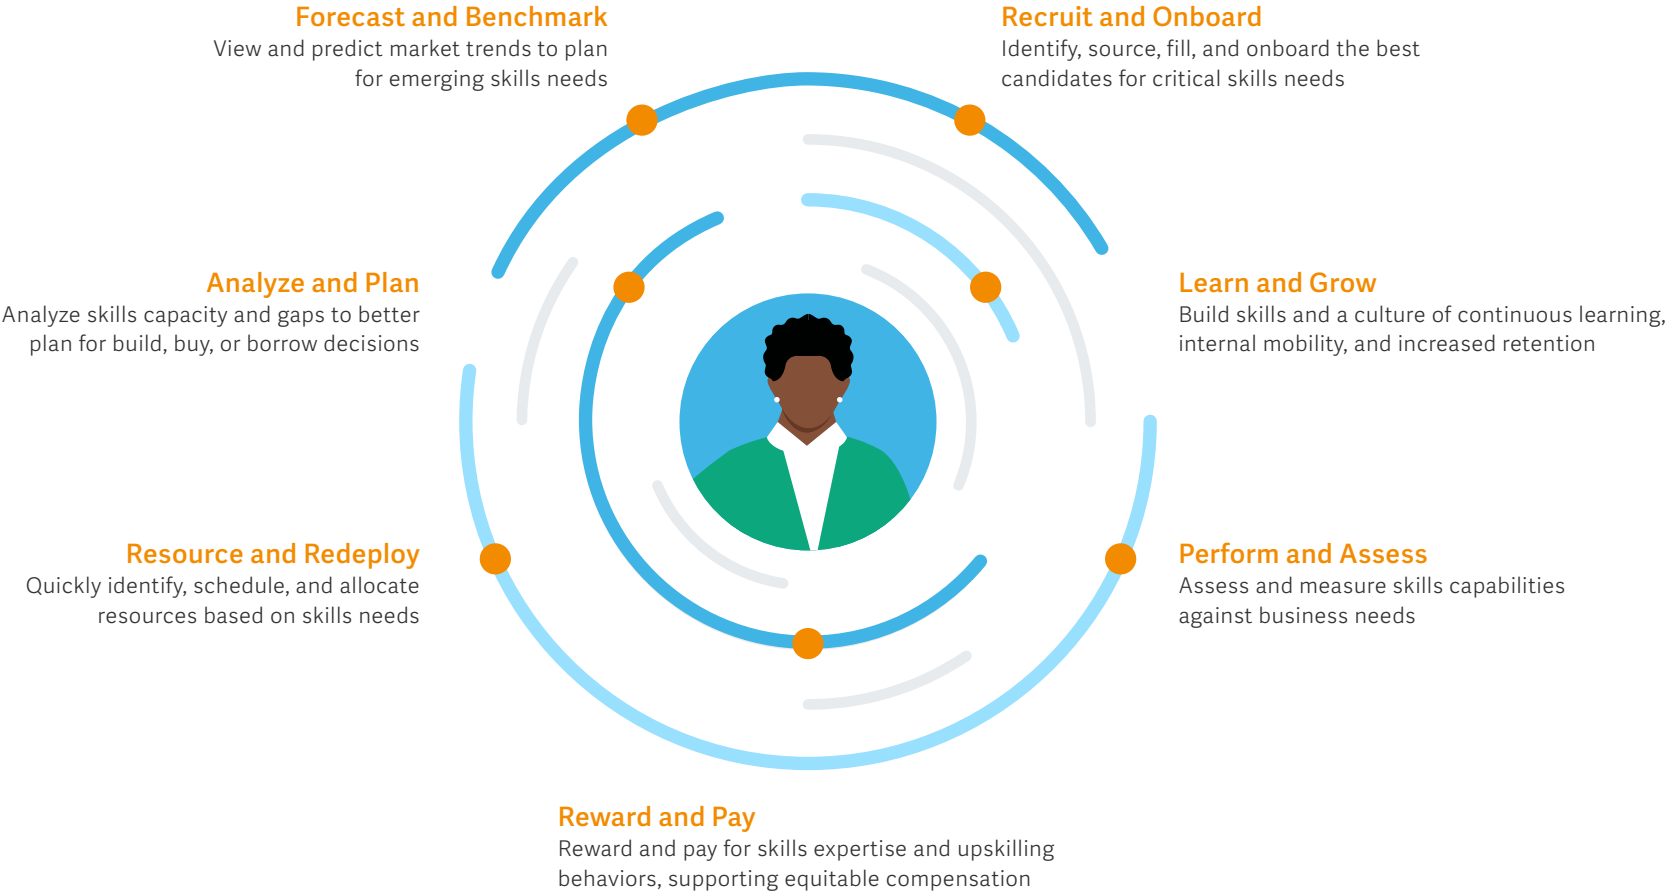 Forecast and Benchmark
View and predict market trends to plan
for emerging skills needs
Recruit and Onboard
Identify, source, fill, and onboard the best
candidates for critical skills needs
Analyze and Plan
Analyze skills capacity and gaps to better
plan for build, buy, or borrow decisions
Learn and Grow
Build skills and a culture of continuous learning,
internal mobility, and increased retention
Resource and Redeploy
Quickly identify, schedule, and allocate
resources based on skills needs
Perform and Assess
Assess and measure skills capabilities
against business needs
Reward and Pay
Reward and pay for skills expertise and upskilling
behaviors, supporting equitable compensation